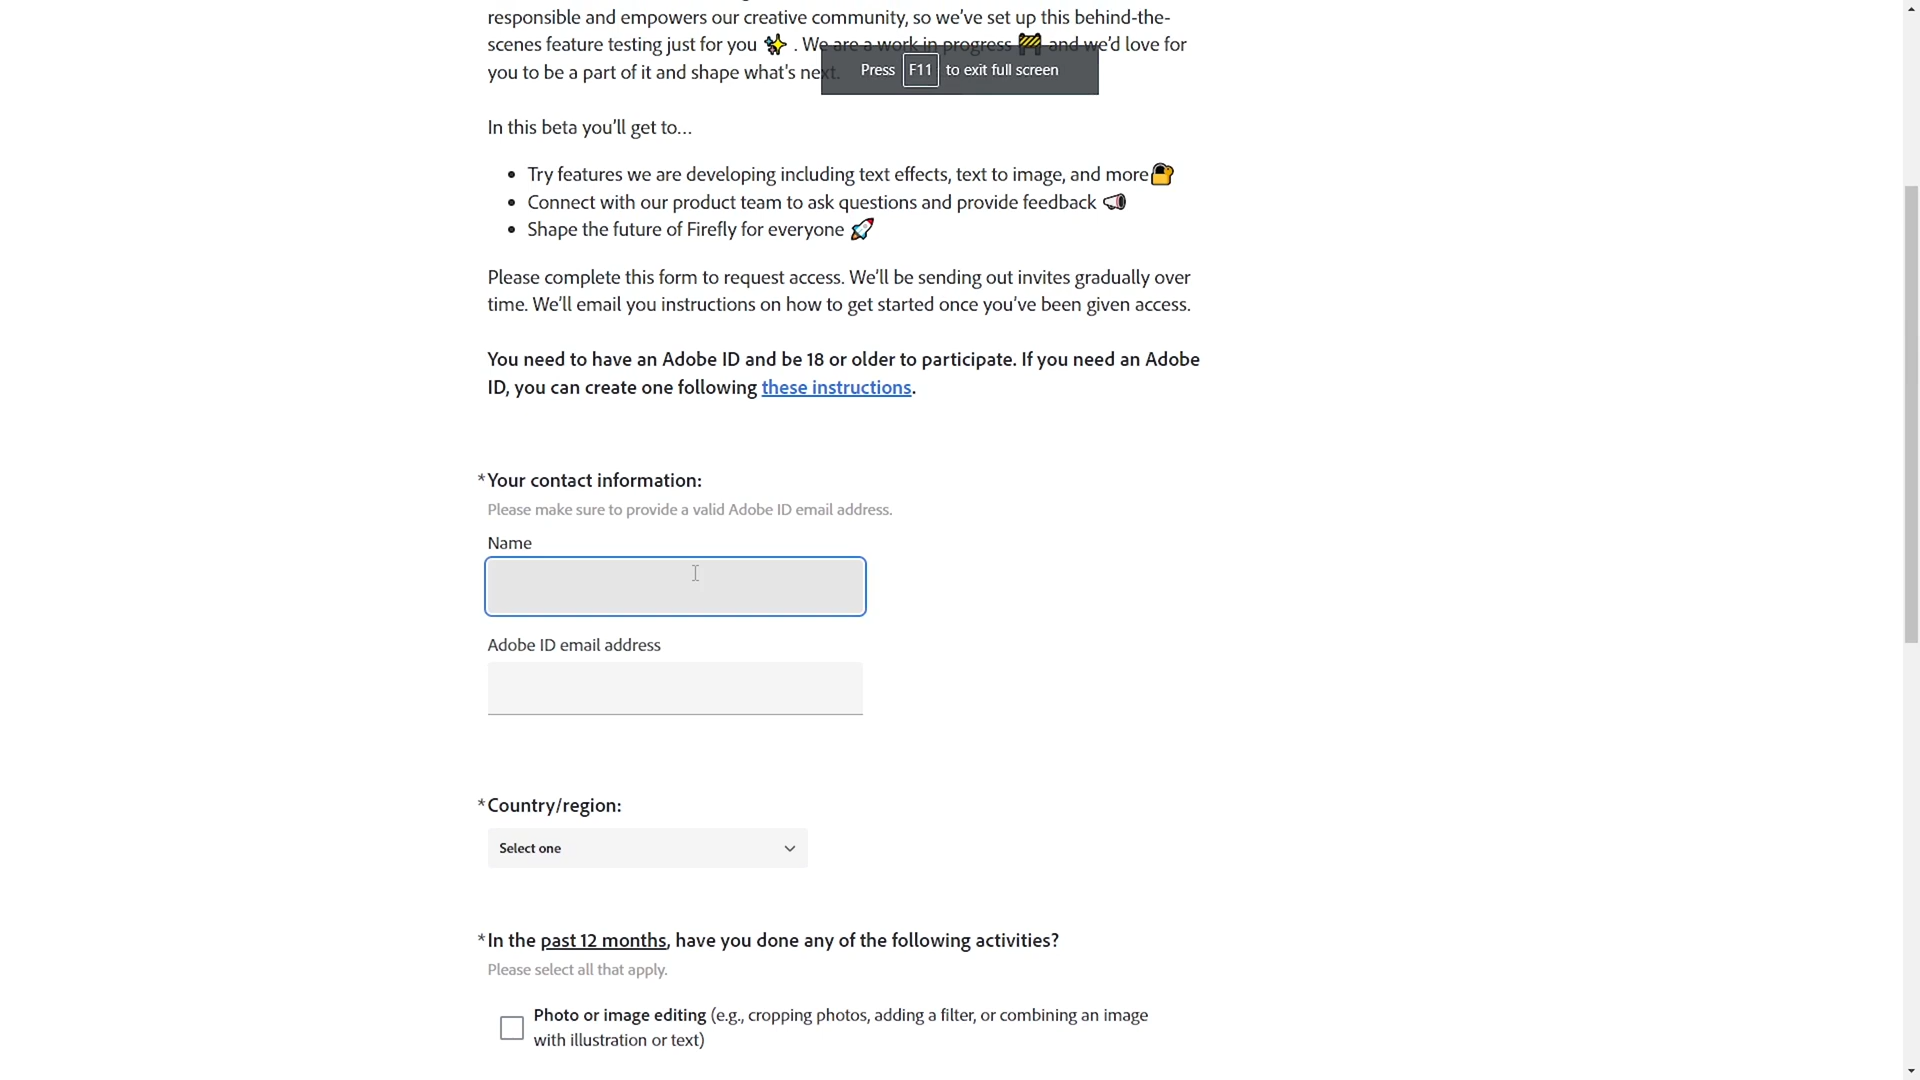 responsible and empowers our creative community, so we've set up this behind-the-
scenes feature testing just for you ✨ . We are a work in progress 🚧 and we'd love for
you to be a part of it and shape what's next.
Press F11 to exit full screen
In this beta you'll get to...
• Try features we are developing including text effects, text to image, and more🔐
• Connect with our product team to ask questions and provide feedback 📣
• Shape the future of Firefly for everyone 🚀
Please complete this form to request access. We'll be sending out invites gradually over
time. We'll email you instructions on how to get started once you've been given access.
You need to have an Adobe ID and be 18 or older to participate. If you need an Adobe
ID, you can create one following these instructions.
*Your contact information:
Please make sure to provide a valid Adobe ID email address.
Name
Adobe ID email address
*Country/region:
Select one
*In the past 12 months, have you done any of the following activities?
Please select all that apply.
Photo or image editing (e.g., cropping photos, adding a filter, or combining an image
with illustration or text)